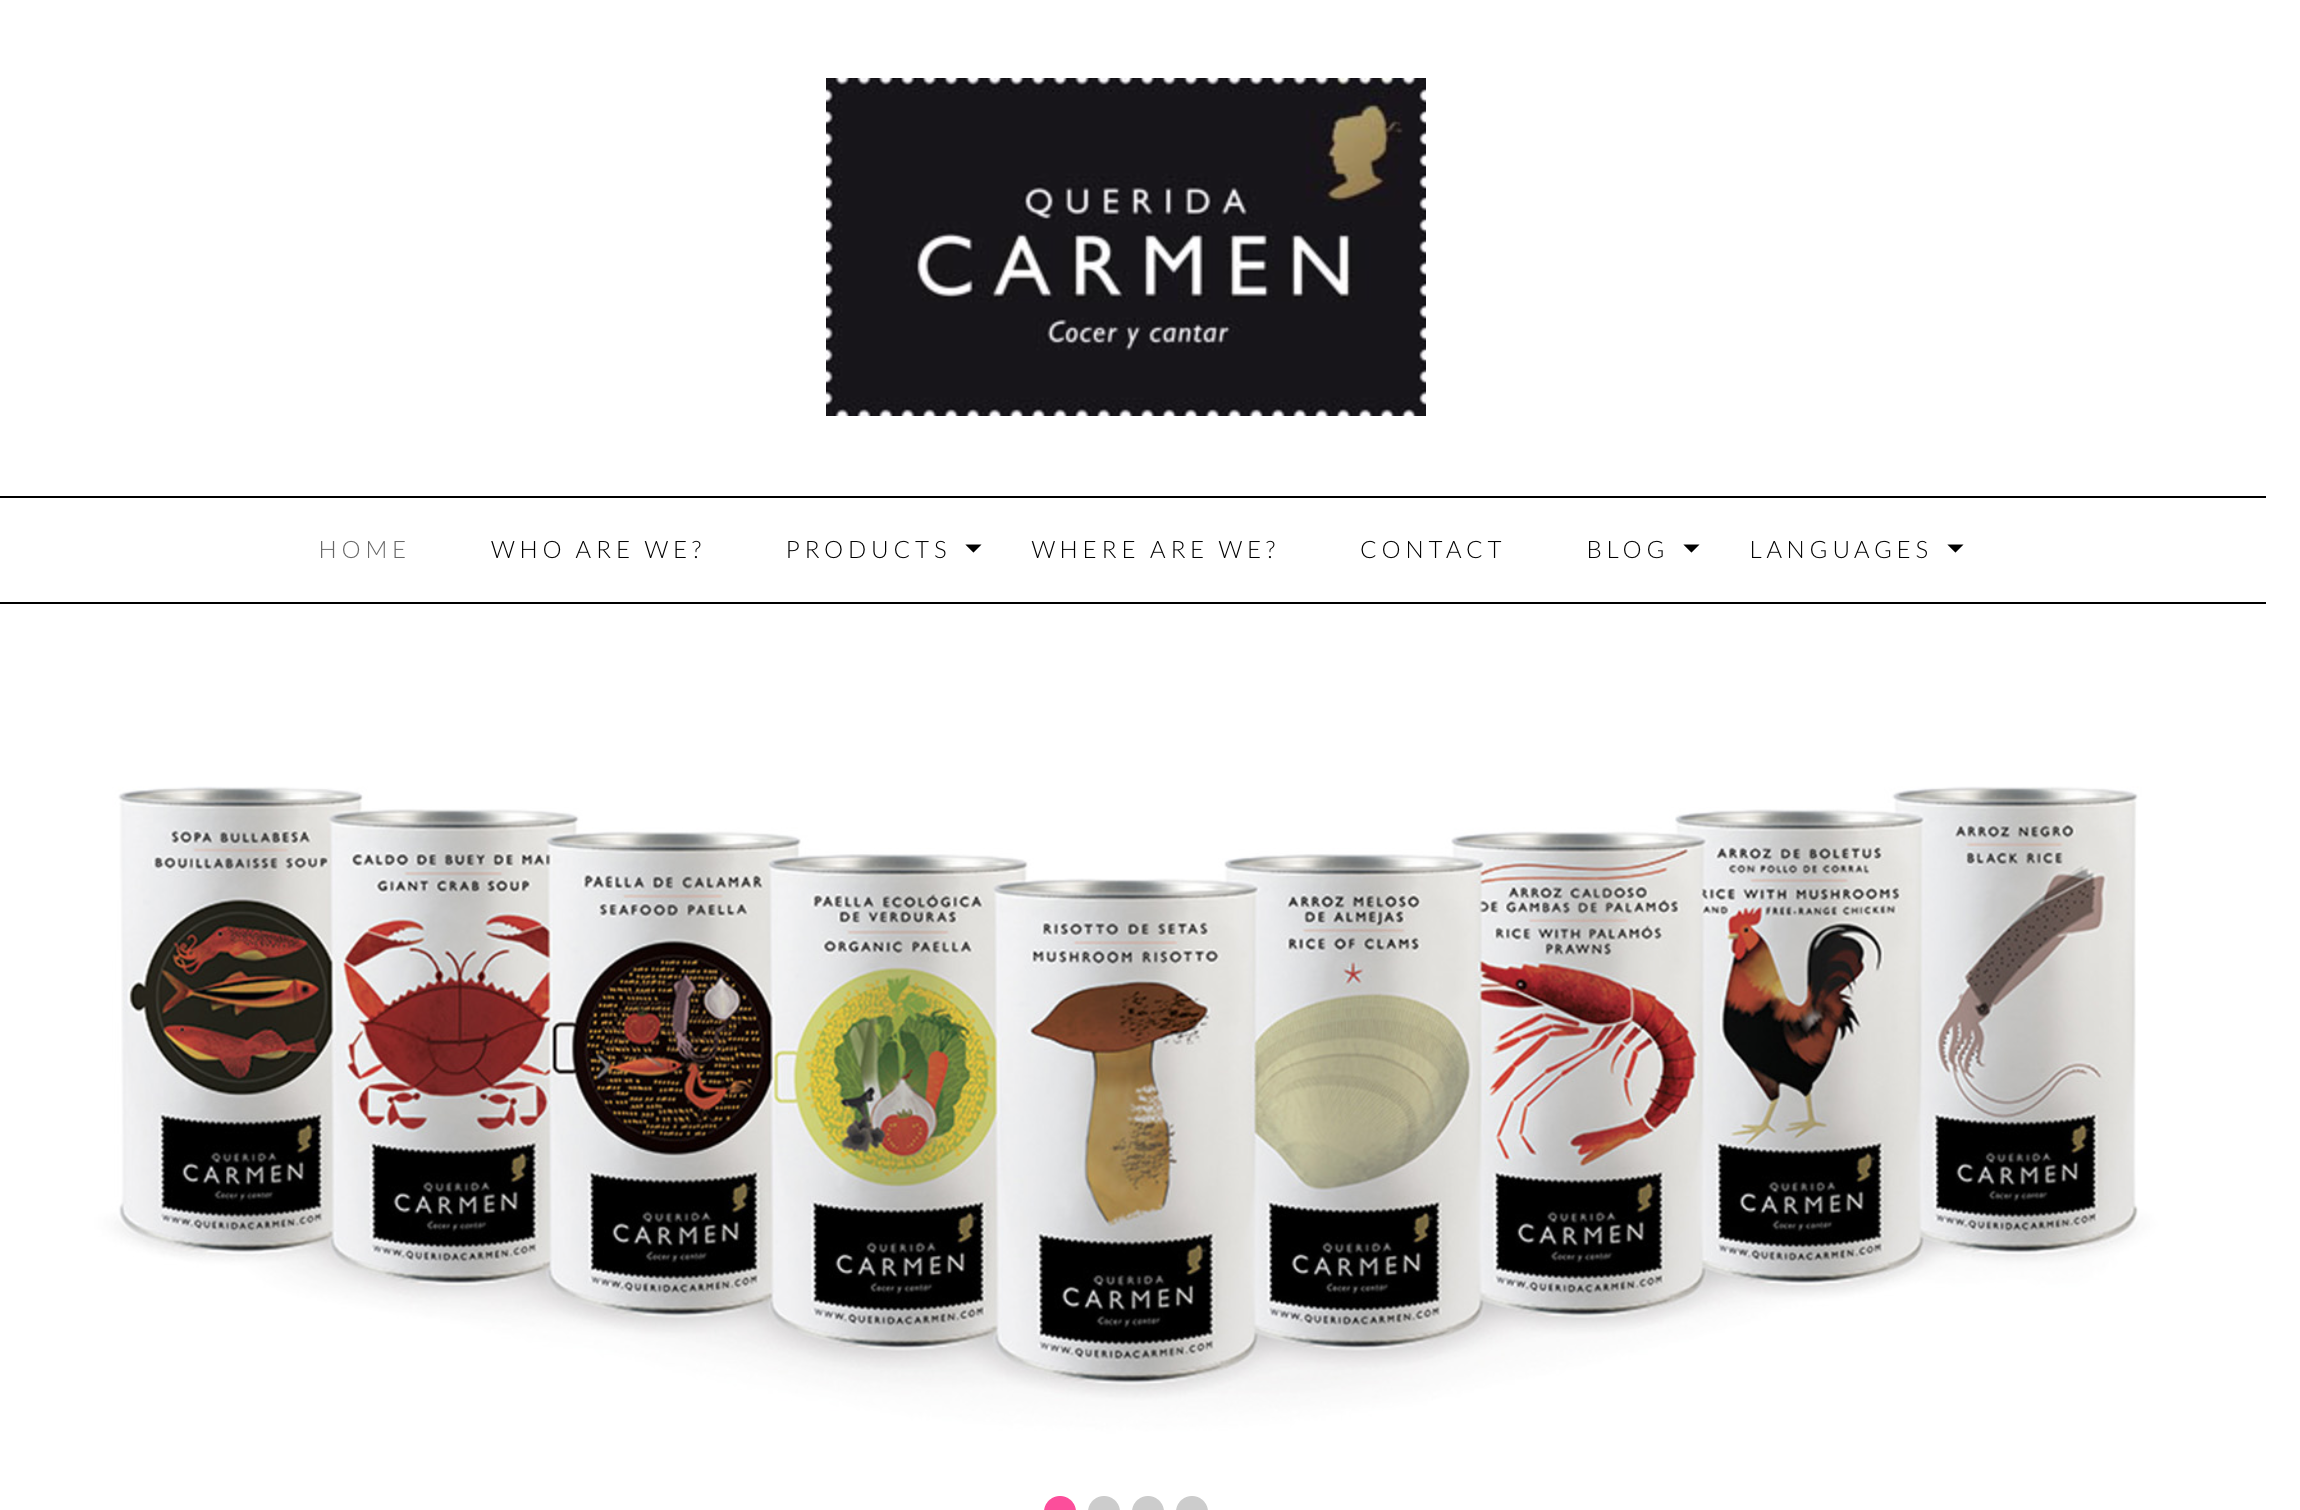 QUERIDA
CARMEN
Cocer y cantar
HOME WHO ARE WE? PRODUCTS WHERE ARE WE? CONTACT BLOG LANGUAGES
SOPA BULLABESA
BOUILLABAISSE SOUP
QUERIDA
CARMEN
Cocer y cantar
WWW.QUERIDACARMEN.COM
CALDO DE BUEY DE MAR
GIANT CRAB SOUP
QUERIDA
CARMEN
Cocer y cantar
WWW.QUERIDACARMEN.COM
PAELLA DE CALAMAR
SEAFOOD PAELLA
QUERIDA
CARMEN
Cocer y cantar
WWW.QUERIDACARMEN.COM
PAELLA ECOLÓGICA
DE VERDURAS
ORGANIC PAELLA
QUERIDA
CARMEN
Cocer y cantar
WWW.QUERIDACARMEN.COM
RISOTTO DE SETAS
MUSHROOM RISOTTO
QUERIDA
CARMEN
Cocer y cantar
WWW.QUERIDACARMEN.COM
ARROZ MELOSO
DE ALMEJAS
RICE OF CLAMS
QUERIDA
CARMEN
Cocer y cantar
WWW.QUERIDACARMEN.COM
ARROZ CALDOSO
DE GAMBAS DE PALAMÓS
RICE WITH PALAMÓS
PRAWNS
QUERIDA
CARMEN
Cocer y cantar
WWW.QUERIDACARMEN.COM
ARROZ DE BOLETUS
CON POLLO DE CORRAL
RICE WITH MUSHROOMS
AND FREE-RANGE CHICKEN
QUERIDA
CARMEN
Cocer y cantar
WWW.QUERIDACARMEN.COM
ARROZ NEGRO
BLACK RICE
QUERIDA
CARMEN
Cocer y cantar
WWW.QUERIDACARMEN.COM